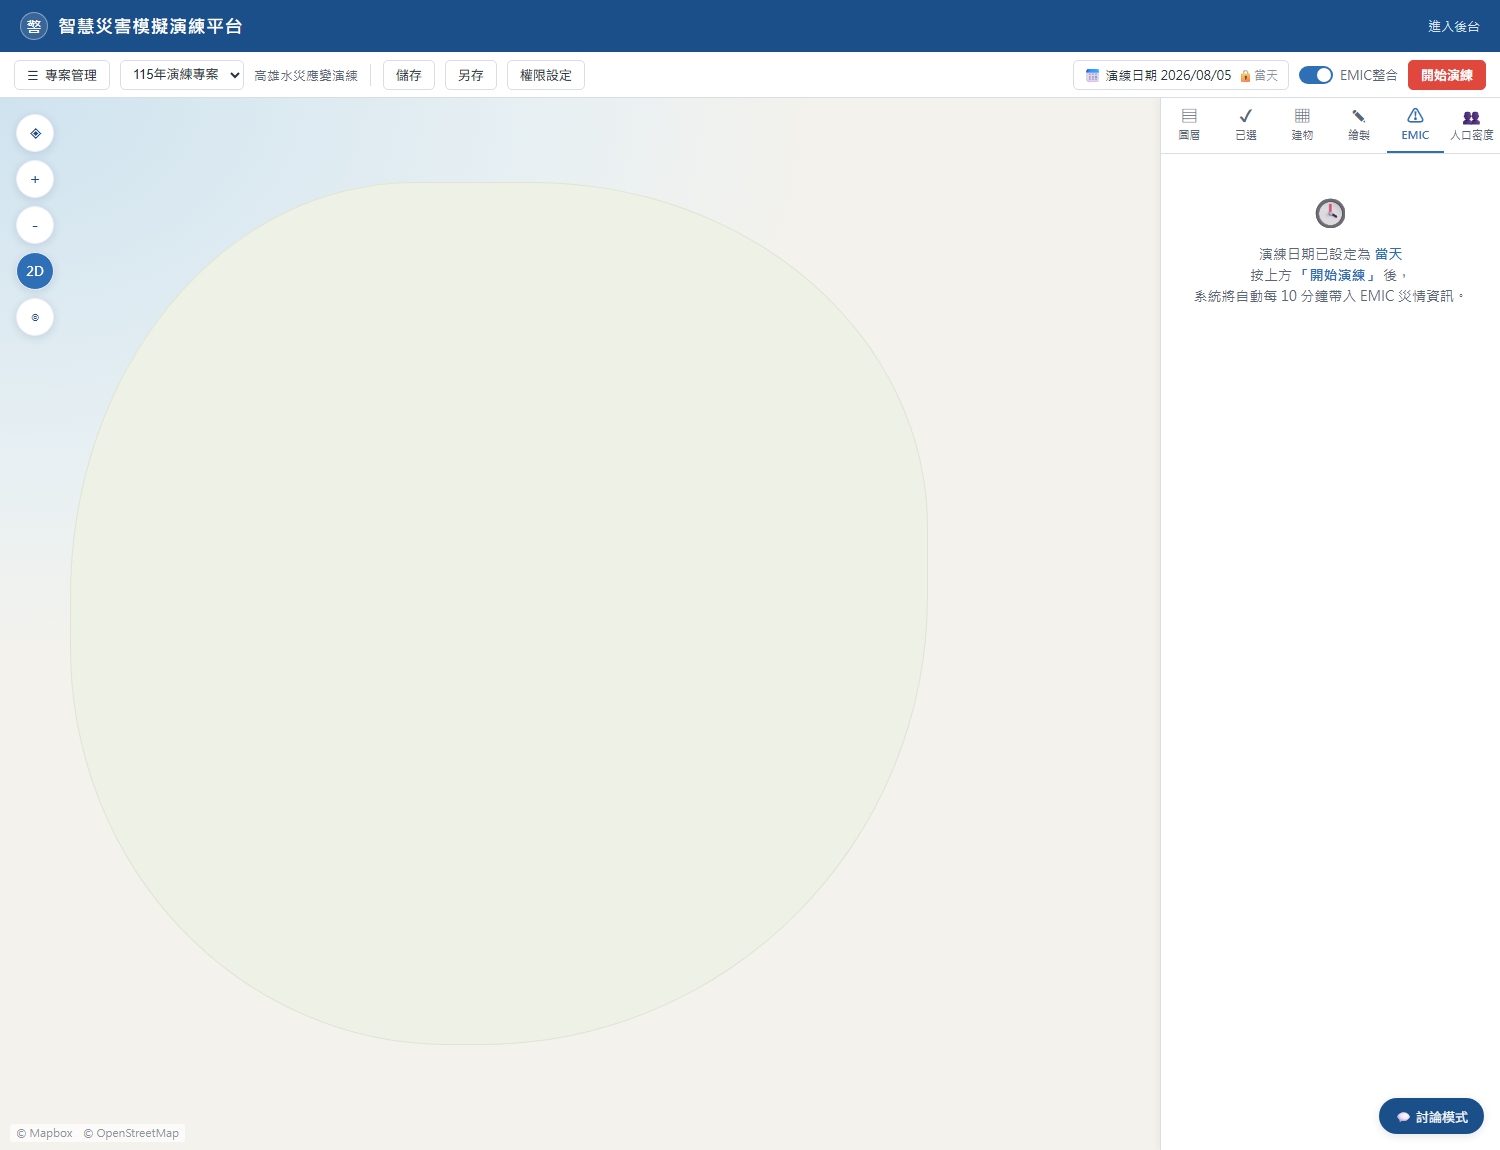 警 智慧災害模擬演練平台
進入後台
☰ 專案管理
115年演練專案
高雄水災應變演練
儲存
另存
權限設定
演練日期 2026/08/05 當天
EMIC整合
開始演練
圖層
已選
建物
繪製
EMIC
人口密度
+
-
2D
演練日期已設定為 當天
按上方「開始演練」後，
系統將自動每 10 分鐘帶入 EMIC 災情資訊。
討論模式
© Mapbox © OpenStreetMap